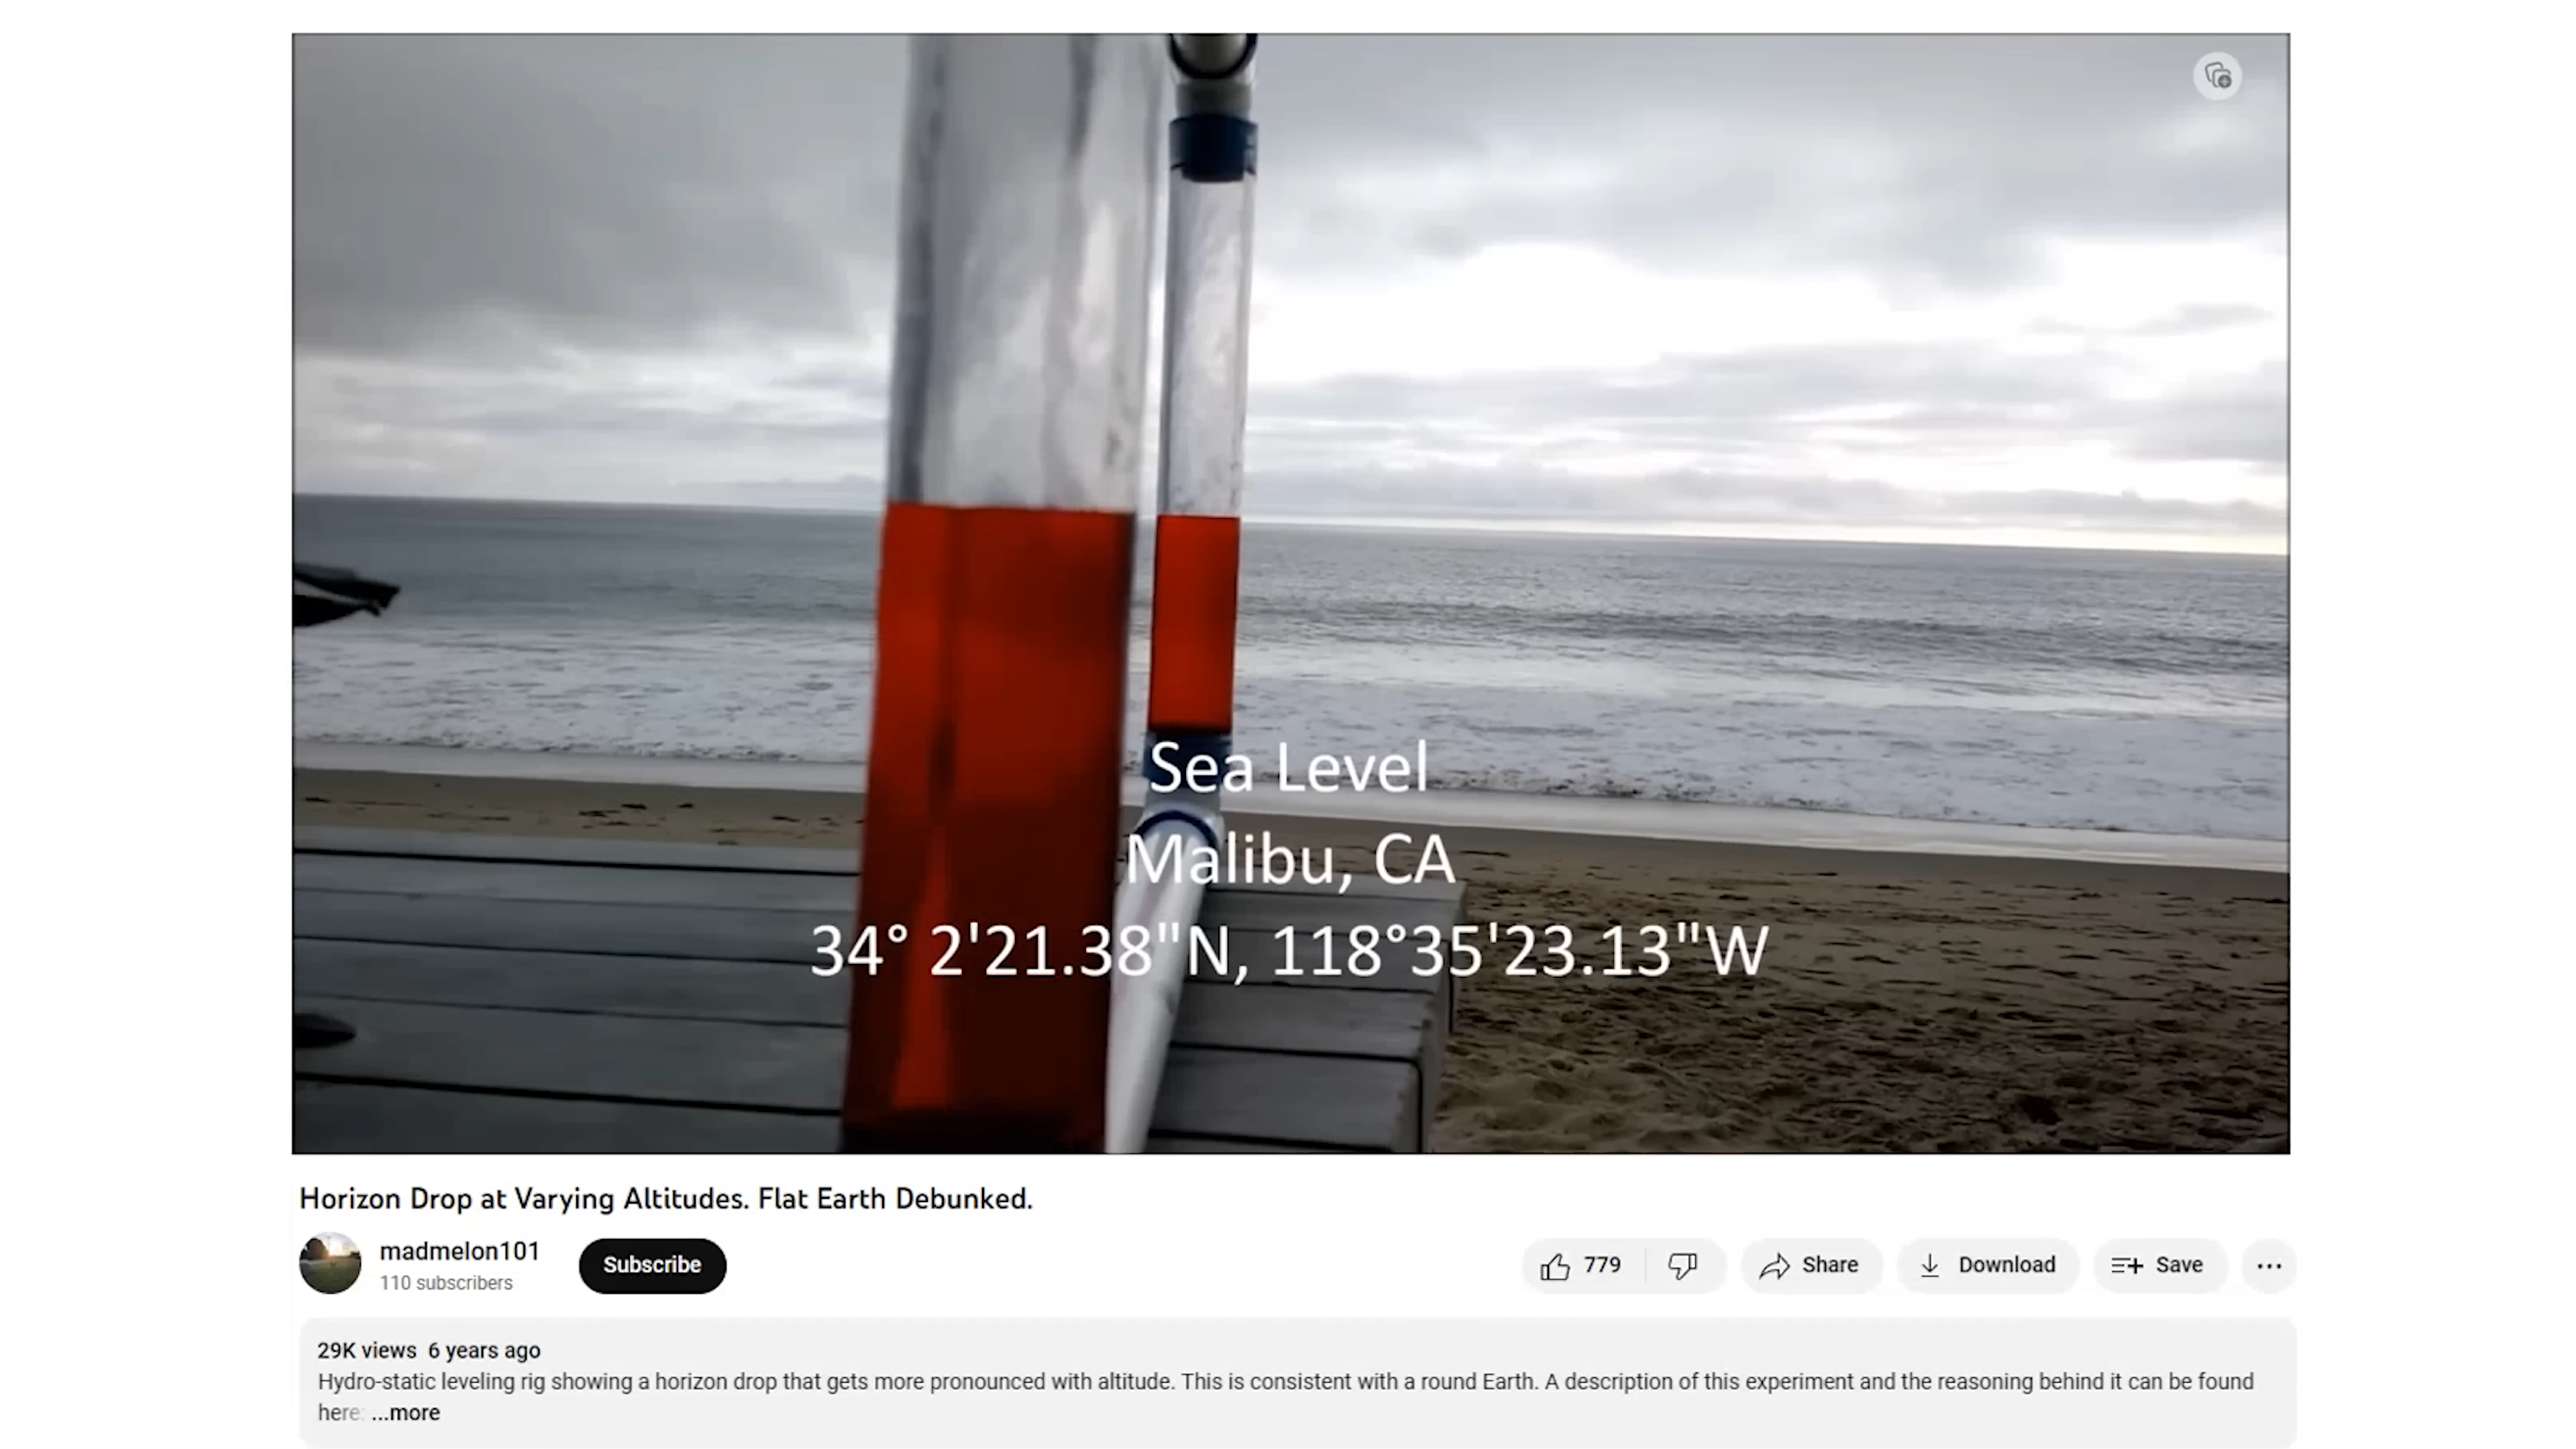 Sea Level
Malibu, CA
34° 2'21.38"N, 118°35'23.13"W
Horizon Drop at Varying Altitudes. Flat Earth Debunked.
madmelon101
110 subscribers
Subscribe
779
Share
Download
Save
29K views 6 years ago
Hydro-static leveling rig showing a horizon drop that gets more pronounced with altitude. This is consistent with a round Earth. A description of this experiment and the reasoning behind it can be found
here: ...more